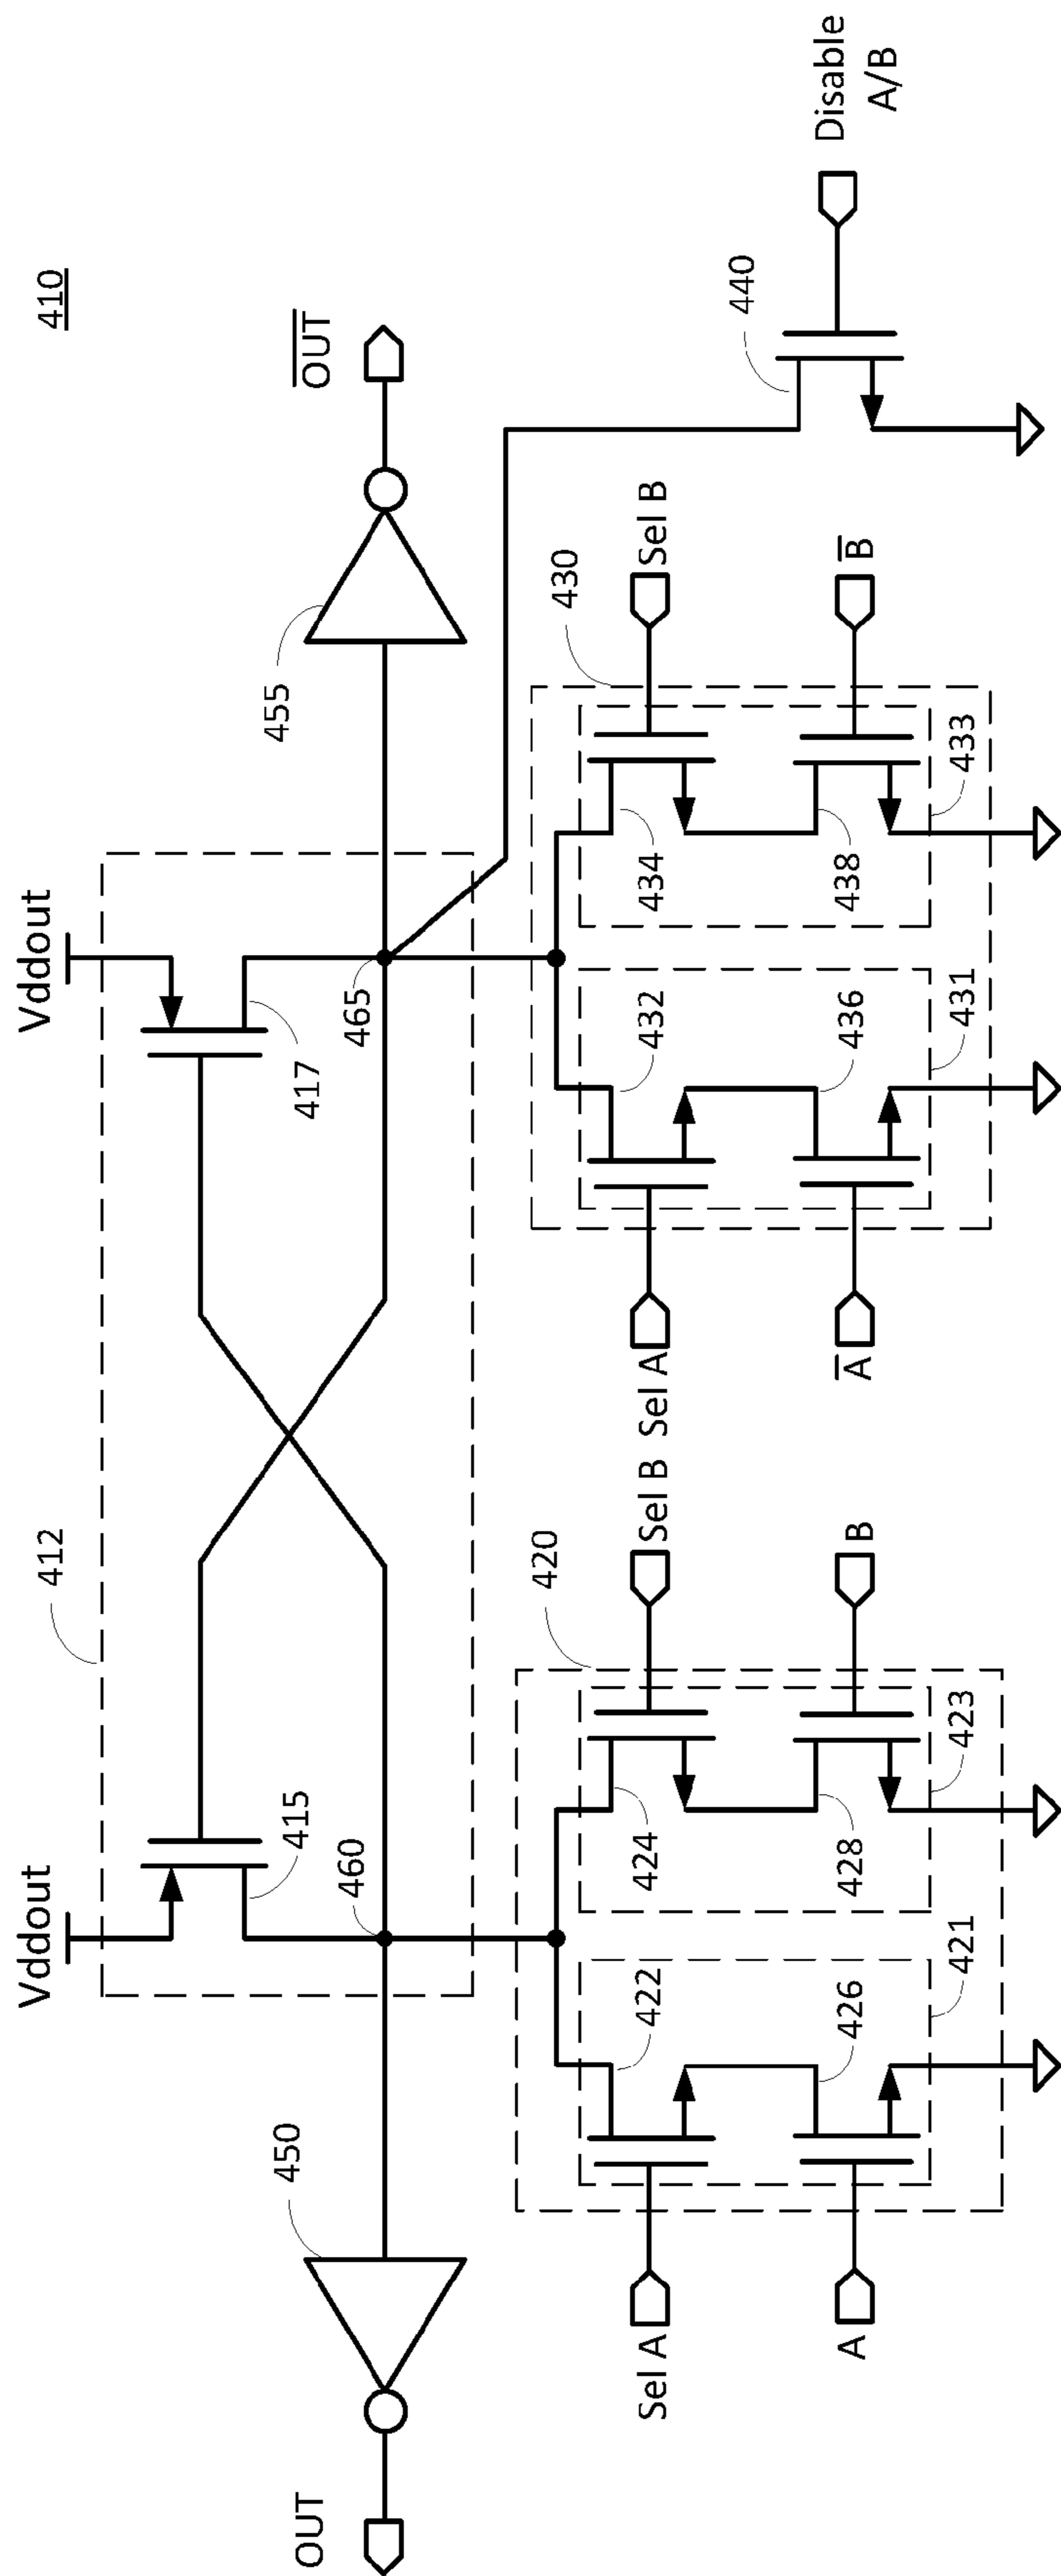 410
Vddout
Vddout
412
415
417
460
465
OUT
450
455
O̅U̅T̅
420
430
440
Disable
A/B
Sel A
422
424
Sel B
Sel A
432
434
Sel B
A
426
428
B
A̅
436
438
B̅
421
423
431
433